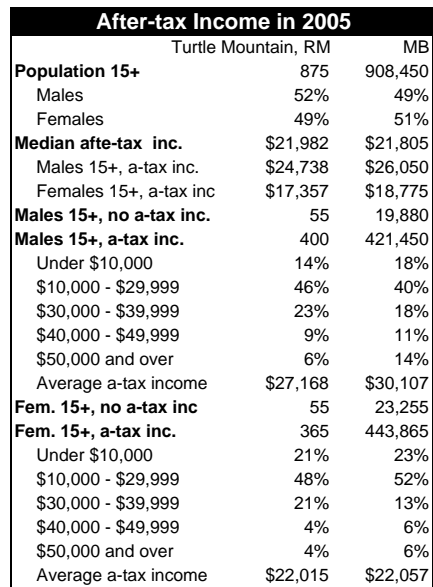 After-tax Income in 2005
Turtle Mountain, RM MB
Population 15+ 875 908,450
Males 52% 49%
Females 49% 51%
Median afte-tax inc. $21,982 $21,805
Males 15+, a-tax inc. $24,738 $26,050
Females 15+, a-tax inc $17,357 $18,775
Males 15+, no a-tax inc. 55 19,880
Males 15+, a-tax inc. 400 421,450
Under $10,000 14% 18%
$10,000 - $29,999 46% 40%
$30,000 - $39,999 23% 18%
$40,000 - $49,999 9% 11%
$50,000 and over 6% 14%
Average a-tax income $27,168 $30,107
Fem. 15+, no a-tax inc 55 23,255
Fem. 15+, a-tax inc. 365 443,865
Under $10,000 21% 23%
$10,000 - $29,999 48% 52%
$30,000 - $39,999 21% 13%
$40,000 - $49,999 4% 6%
$50,000 and over 4% 6%
Average a-tax income $22,015 $22,057